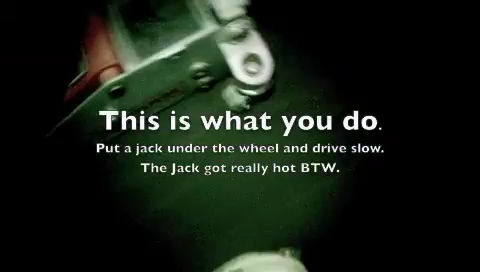 This is what you do.
Put a jack under the wheel and drive slow.
The Jack got really hot BTW.